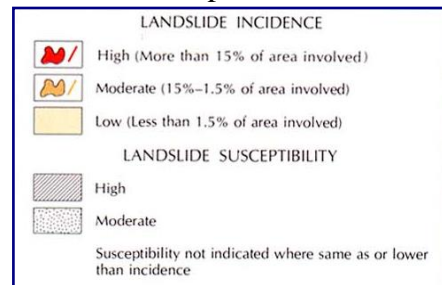 LANDSLIDE INCIDENCE
High (More than 15% of area involved)
Moderate (15%–1.5% of area involved)
Low (Less than 1.5% of area involved)
LANDSLIDE SUSCEPTIBILITY
High
Moderate
Susceptibility not indicated where same as or lower
than incidence